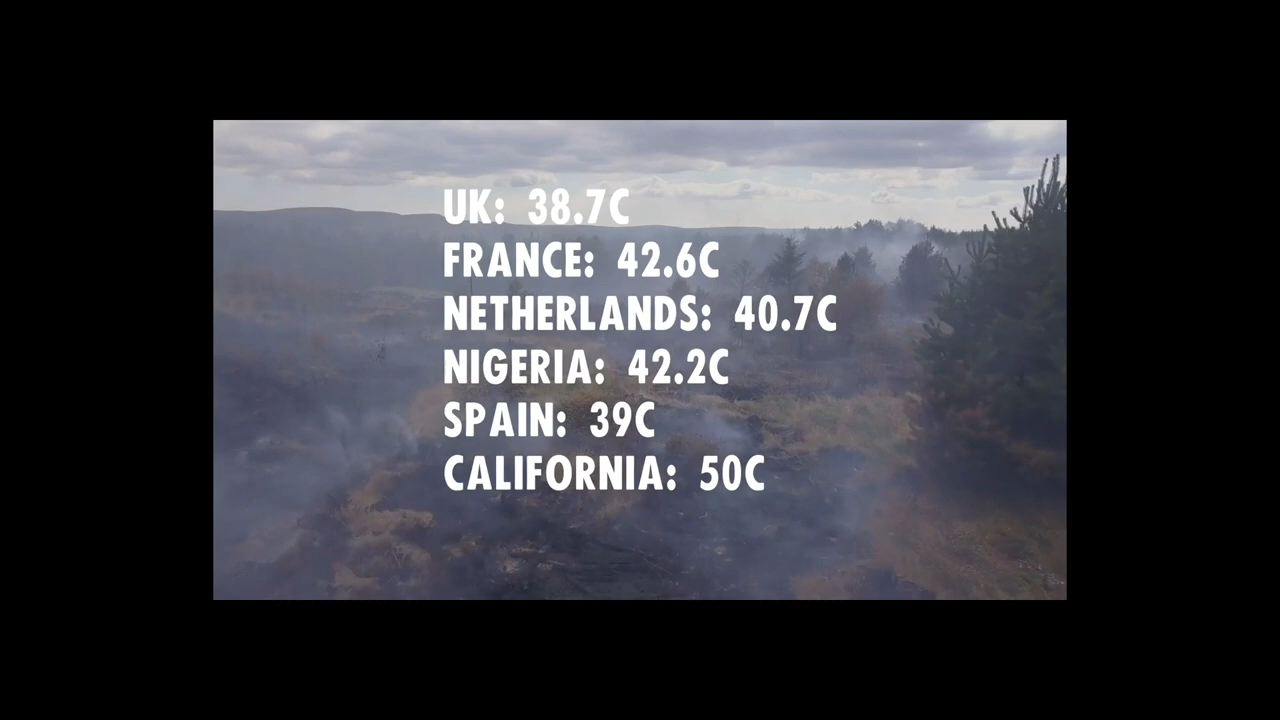 UK: 38.7C
FRANCE: 42.6C
NETHERLANDS: 40.7C
NIGERIA: 42.2C
SPAIN: 39C
CALIFORNIA: 50C